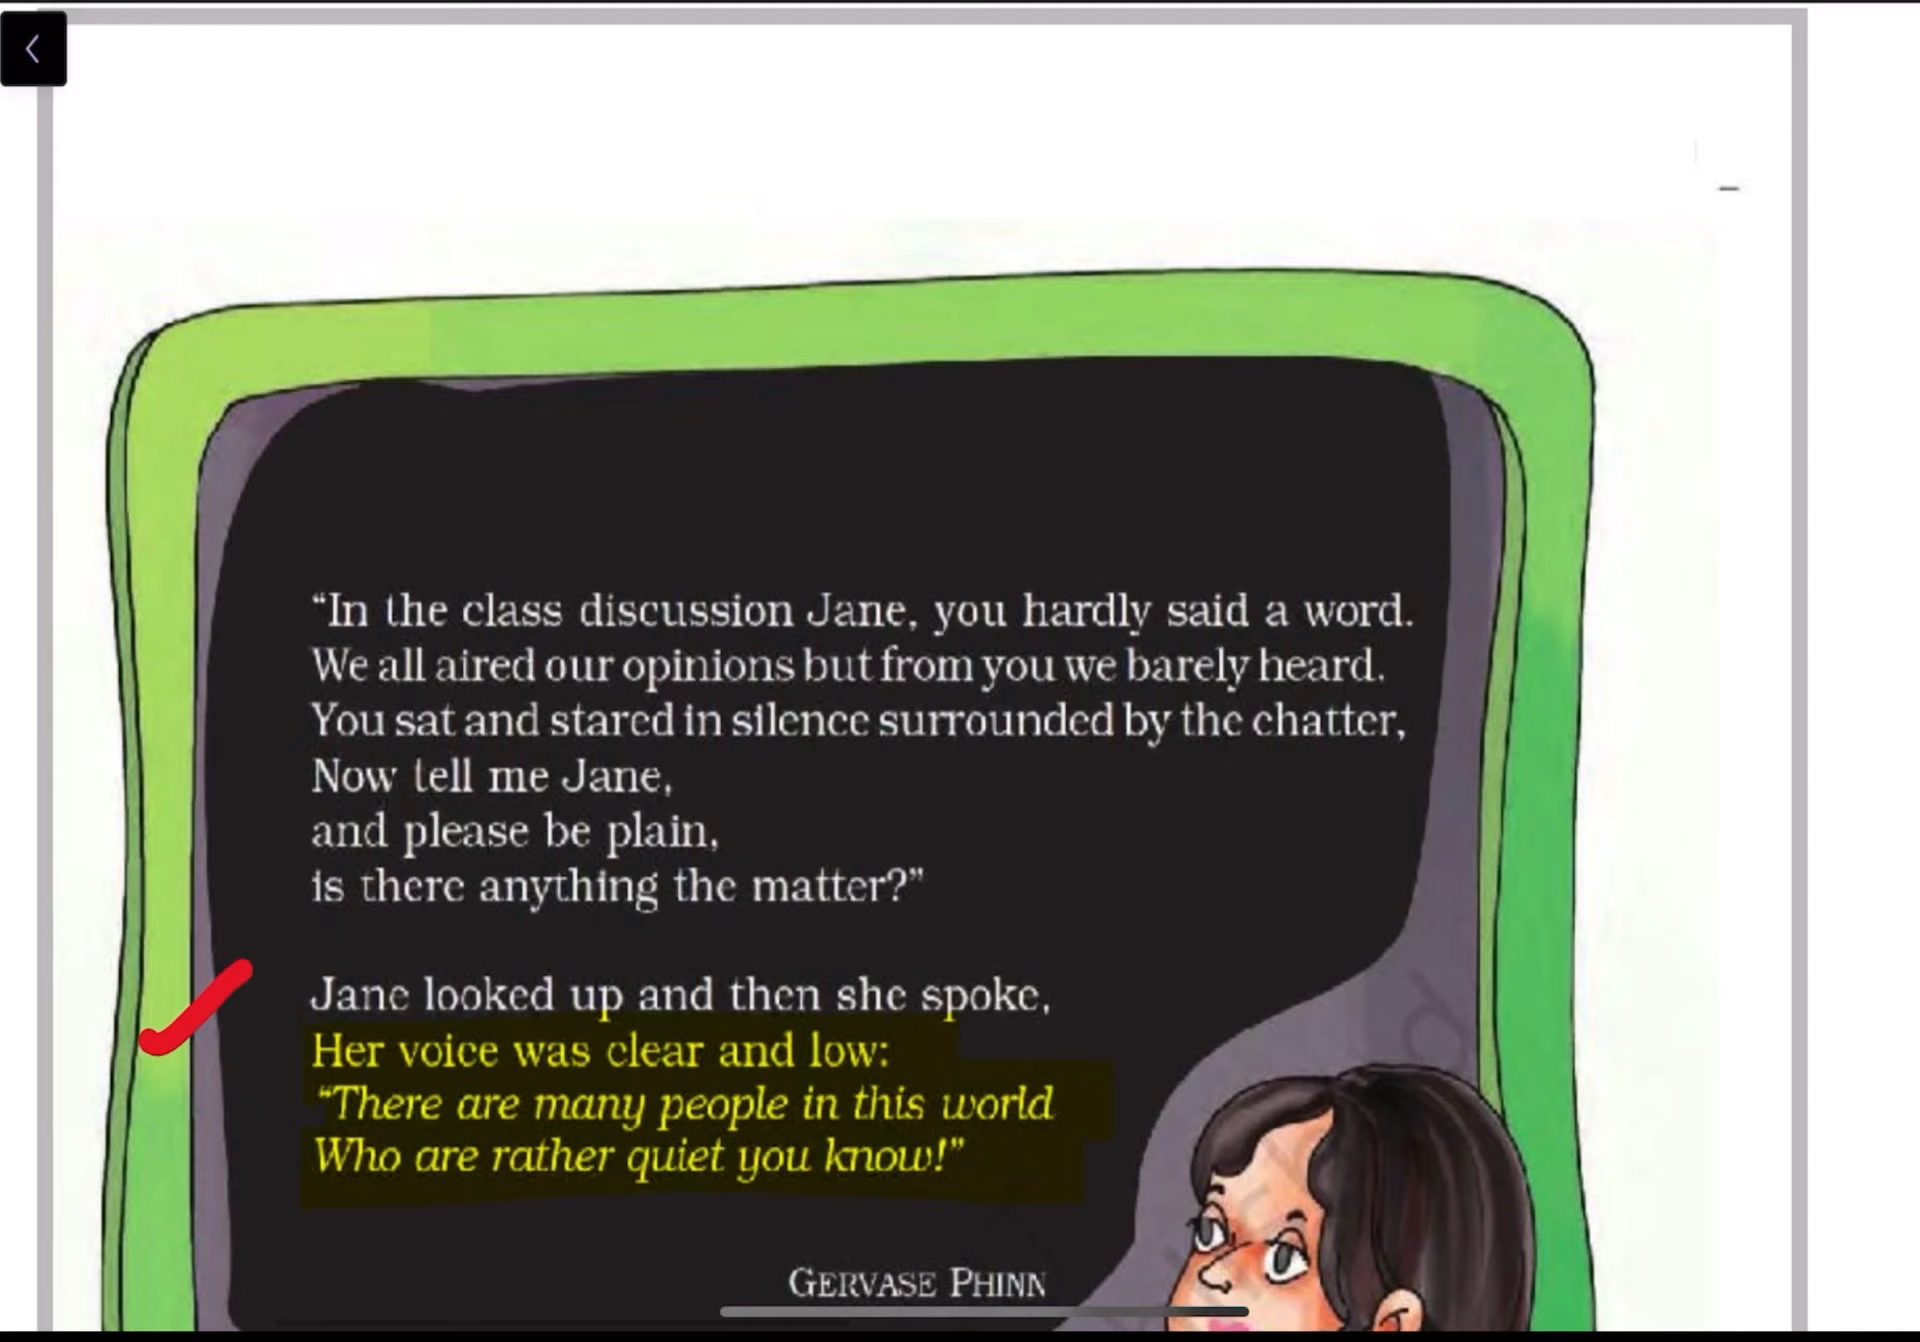 “In the class discussion Jane, you hardly said a word.
We all aired our opinions but from you we barely heard.
You sat and stared in silence surrounded by the chatter,
Now tell me Jane,
and please be plain,
is there anything the matter?”
Jane looked up and then she spoke,
Her voice was clear and low:
“There are many people in this world
Who are rather quiet you know!”
GERVASE PHINN